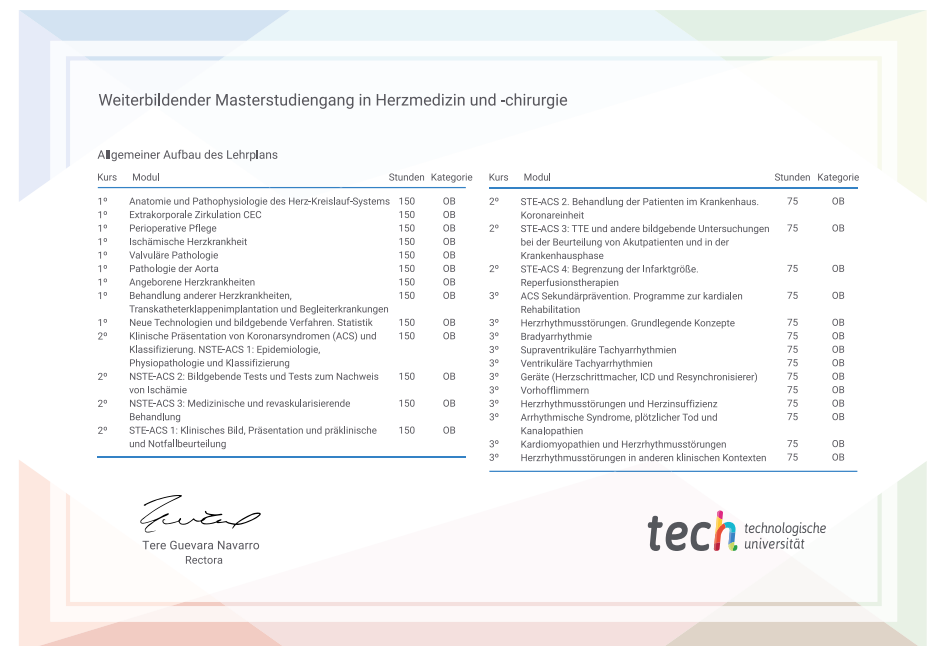 Weiterbildender Masterstudiengang in Herzmedizin und -chirurgie
Allgemeiner Aufbau des Lehrplans
Kurs Modul Stunden Kategorie
1º Anatomie und Pathophysiologie des Herz-Kreislauf-Systems 150 OB
1º Extrakorporale Zirkulation CEC 150 OB
1º Perioperative Pflege 150 OB
1º Ischämische Herzkrankheit 150 OB
1º Valvuläre Pathologie 150 OB
1º Pathologie der Aorta 150 OB
1º Angeborene Herzkrankheiten 150 OB
1º Behandlung anderer Herzkrankheiten, 150 OB
Transkatheterklappenimplantation und Begleiterkrankungen
1º Neue Technologien und bildgebende Verfahren. Statistik 150 OB
2º Klinische Präsentation von Koronarsyndromen (ACS) und 150 OB
Klassifizierung. NSTE-ACS 1: Epidemiologie,
Physiopathologie und Klassifizierung
2º NSTE-ACS 2: Bildgebende Tests und Tests zum Nachweis 150 OB
von Ischämie
2º NSTE-ACS 3: Medizinische und revaskularisierende 150 OB
Behandlung
2º STE-ACS 1: Klinisches Bild, Präsentation und präklinische 150 OB
und Notfallbeurteilung
Kurs Modul Stunden Kategorie
2º STE-ACS 2. Behandlung der Patienten im Krankenhaus. 75 OB
Koronareinheit
2º STE-ACS 3: TTE und andere bildgebende Untersuchungen 75 OB
bei der Beurteilung von Akutpatienten und in der
Krankenhausphase
2º STE-ACS 4: Begrenzung der Infarktgröße. 75 OB
Reperfusionstherapien
3º ACS Sekundärprävention. Programme zur kardialen 75 OB
Rehabilitation
3º Herzrhythmusstörungen. Grundlegende Konzepte 75 OB
3º Bradyarrhythmie 75 OB
3º Supraventrikuläre Tachyarrhythmien 75 OB
3º Ventrikuläre Tachyarrhythmien 75 OB
3º Geräte (Herzschrittmacher, ICD und Resynchronisierer) 75 OB
3º Vorhofflimmern 75 OB
3º Herzrhythmusstörungen und Herzinsuffizienz 75 OB
3º Arrhythmische Syndrome, plötzlicher Tod und 75 OB
Kanalopathien
3º Kardiomyopathien und Herzrhythmusstörungen 75 OB
3º Herzrhythmusstörungen in anderen klinischen Kontexten 75 OB
Tere Guevara Navarro
Rectora
tech technologische
universität